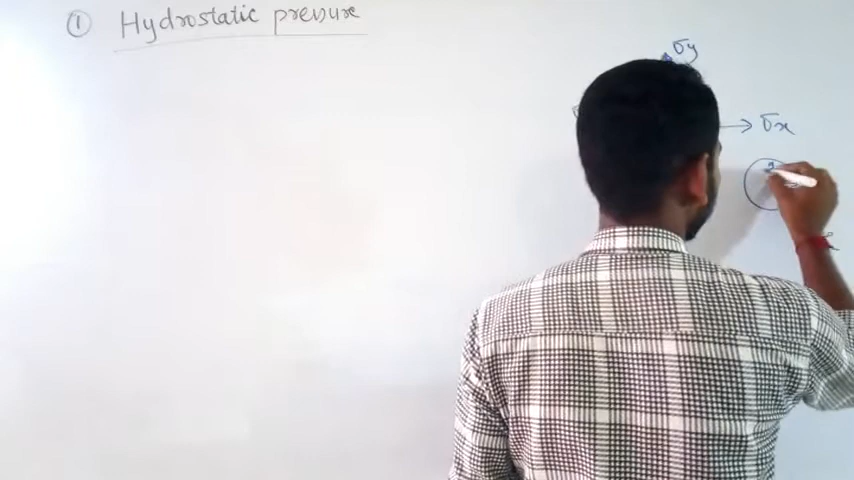 ① Hydrostatic pressure
σy
σx